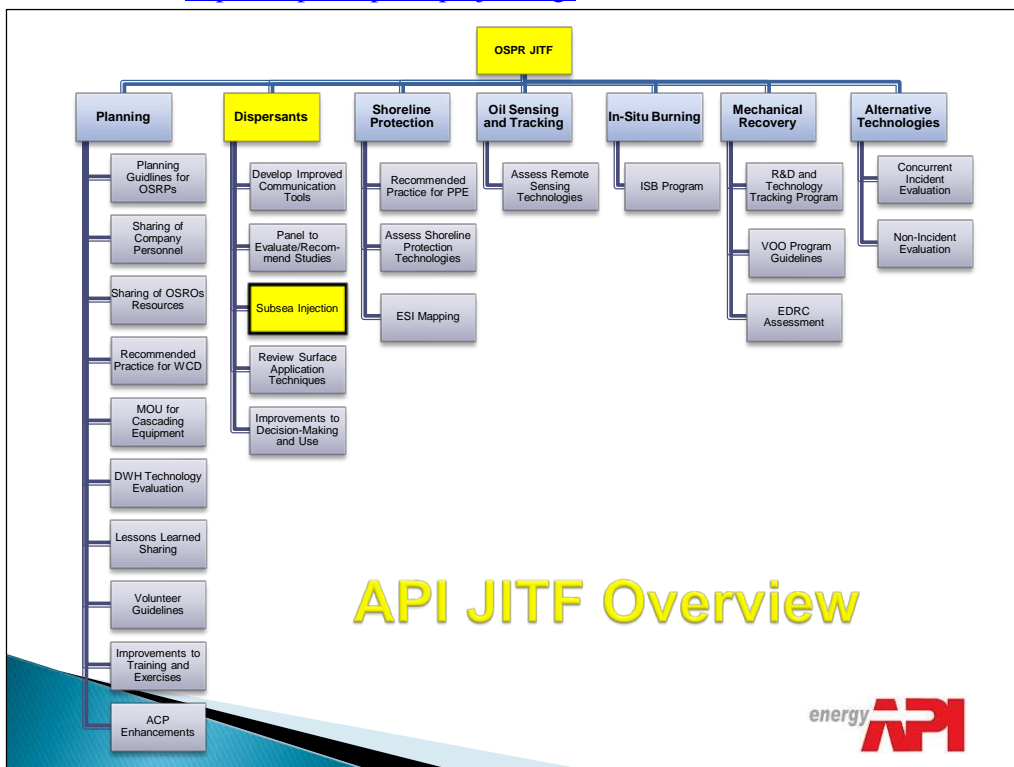 OSPR JITF
Planning
Dispersants
Shoreline
Protection
Oil Sensing
and Tracking
In-Situ Burning
Mechanical
Recovery
Alternative
Technologies
Planning
Guidlines for
OSRPs
Sharing of
Company
Personnel
Sharing of OSROs
Resources
Recommended
Practice for WCD
MOU for
Cascading
Equipment
DWH Technology
Evaluation
Lessons Learned
Sharing
Volunteer
Guidelines
Improvements to
Training and
Exercises
ACP
Enhancements
Develop Improved
Communication
Tools
Panel to
Evaluate/Recom-
mend Studies
Subsea Injection
Review Surface
Application
Techniques
Improvements to
Decision-Making
and Use
Recommended
Practice for PPE
Assess Shoreline
Protection
Technologies
ESI Mapping
Assess Remote
Sensing
Technologies
ISB Program
R&D and
Technology
Tracking Program
VOO Program
Guidelines
EDRC
Assessment
Concurrent
Incident
Evaluation
Non-Incident
Evaluation
API JITF Overview
energy API